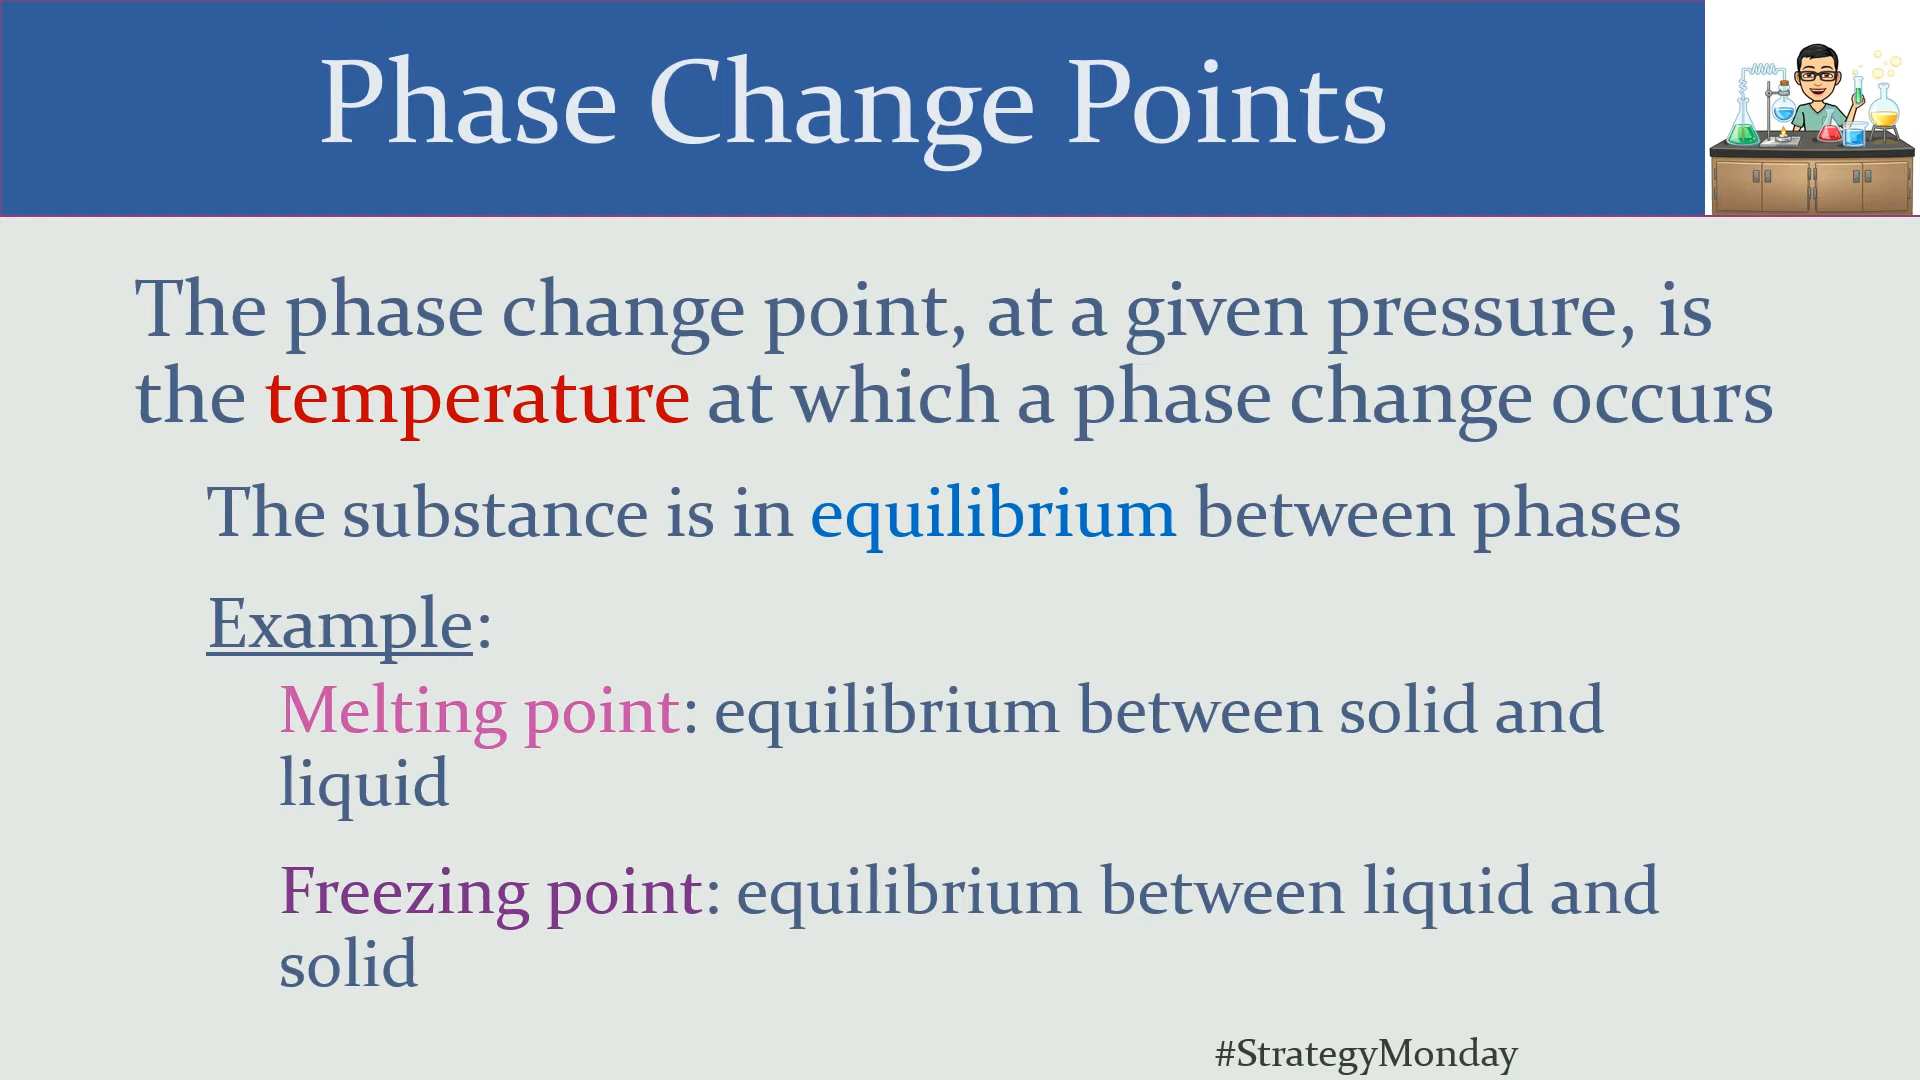 Phase Change Points
The phase change point, at a given pressure, is
the temperature at which a phase change occurs
The substance is in equilibrium between phases
Example:
Melting point: equilibrium between solid and
liquid
Freezing point: equilibrium between liquid and
solid
#StrategyMonday